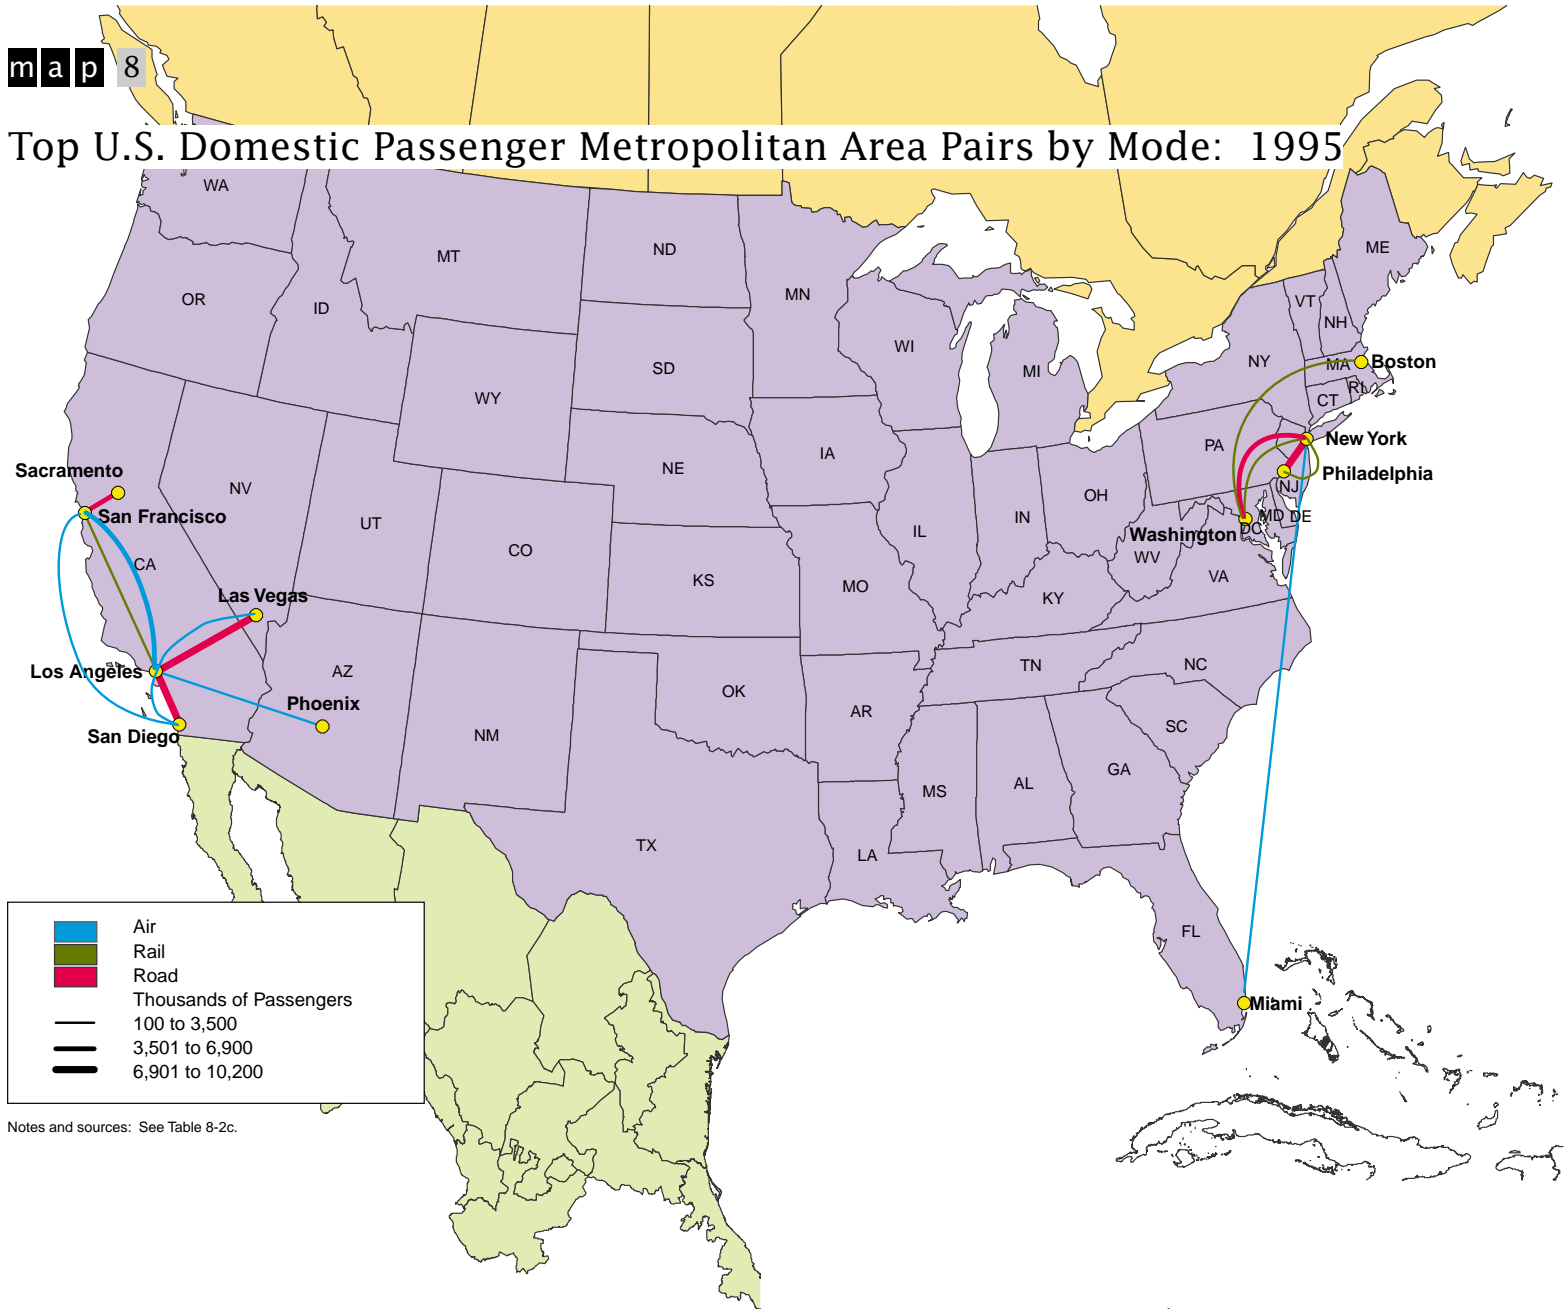 map 8
Top U.S. Domestic Passenger Metropolitan Area Pairs by Mode: 1995
WA
MT
ND
MN
ME
OR
ID
SD
WI
MI
VT
NH
NY
MA
Boston
RI
CT
WY
IA
NE
PA
New York
Philadelphia
NJ
Sacramento
San Francisco
NV
UT
CO
IL
IN
OH
MD
DE
DC
Washington
WV
VA
CA
KS
MO
KY
Las Vegas
Los Angeles
AZ
Phoenix
San Diego
NM
OK
AR
TN
NC
SC
MS
AL
GA
TX
LA
FL
Miami
Air
Rail
Road
Thousands of Passengers
100 to 3,500
3,501 to 6,900
6,901 to 10,200
Notes and sources: See Table 8-2c.